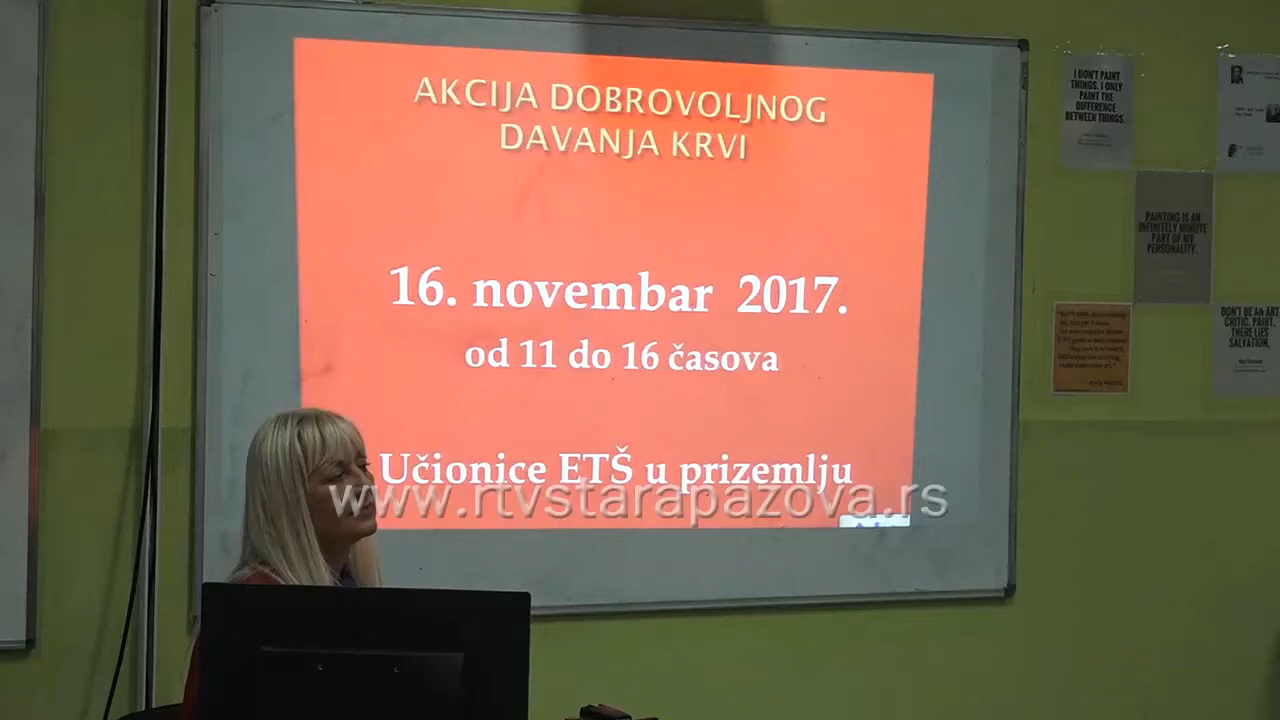 AKCIJA DOBROVOLJNOG
DAVANJA KRVI
16. novembar 2017.
od 11 do 16 časova
Učionice ETŠ u prizemlju
www.rtvstarapazova.rs
I DON'T PAINT
THINGS. I ONLY
PAINT THE
DIFFERENCE
BETWEEN THINGS.
PAINTING IS AN
INFINITELY MINUTE
PART OF MY
PERSONALITY.
DON'T BE AN ART
CRITIC. PAINT.
THERE LIES
SALVATION.